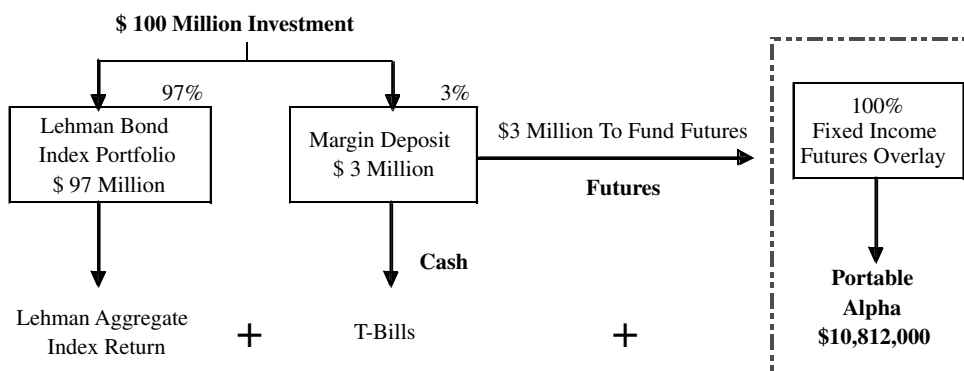 $ 100 Million Investment
97%
3%
Lehman Bond
Index Portfolio
$ 97 Million
Margin Deposit
$ 3 Million
$3 Million To Fund Futures
Futures
100%
Fixed Income
Futures Overlay
Cash
Lehman Aggregate
Index Return
+
T-Bills
+
Portable
Alpha
$10,812,000